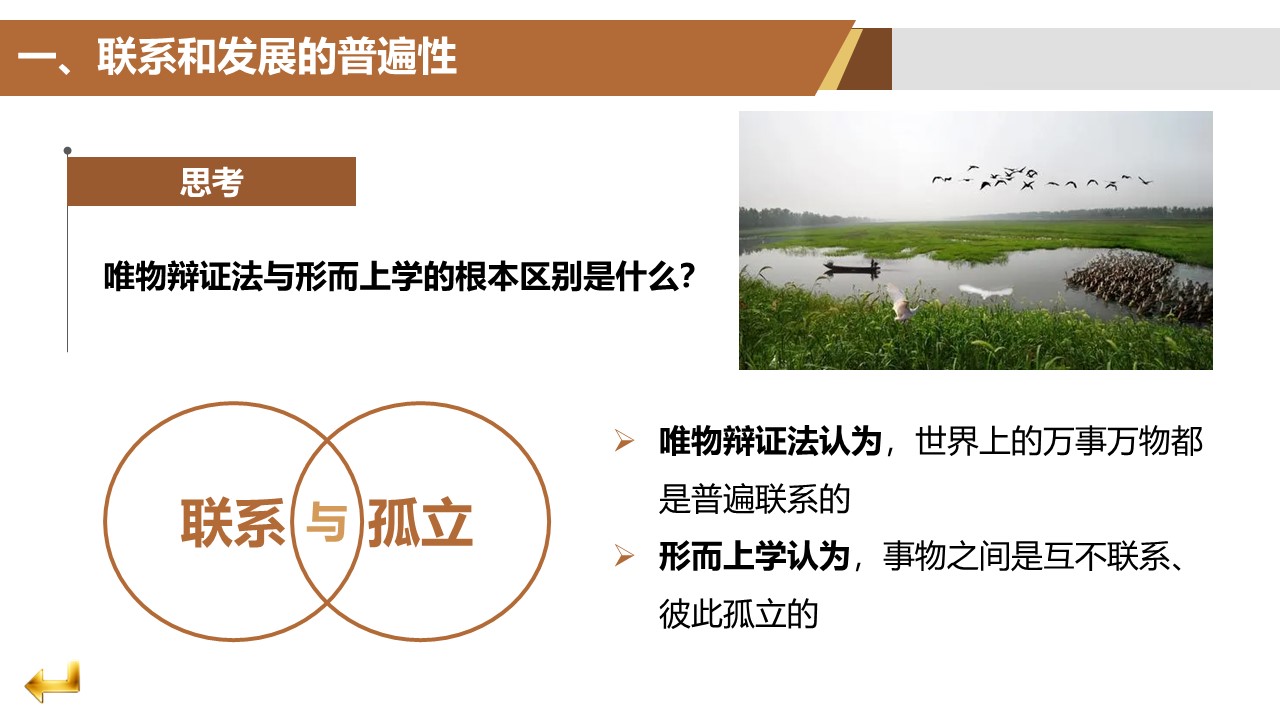 一、联系和发展的普遍性
思考
唯物辩证法与形而上学的根本区别是什么?
联系与孤立
唯物辩证法认为，世界上的万事万物都
是普遍联系的
形而上学认为，事物之间是互不联系、
彼此孤立的